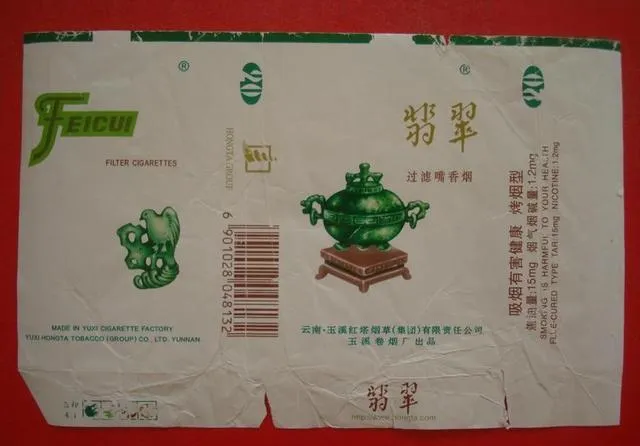 ®
FEICUI
FILTER CIGARETTES
MADE IN YUXI CIGARETTE FACTORY
YUXI HONGTA TOBACCO (GROUP) CO., LTD. YUNNAN
20
HONGTA GROUP
6 901028 048132
®
翡翠
过滤嘴香烟
云南·玉溪红塔烟草(集团)有限责任公司
玉溪卷烟厂出品
翡翠
http://www.hongta.com
20
吸烟有害健康 烤烟型
焦油量:15mg 烟气烟碱量:1.2mg
SMOKING IS HARMFUL TO YOUR HEALTH
FLUE-CURED TYPE TAR:15mg NICOTINE:1.2mg